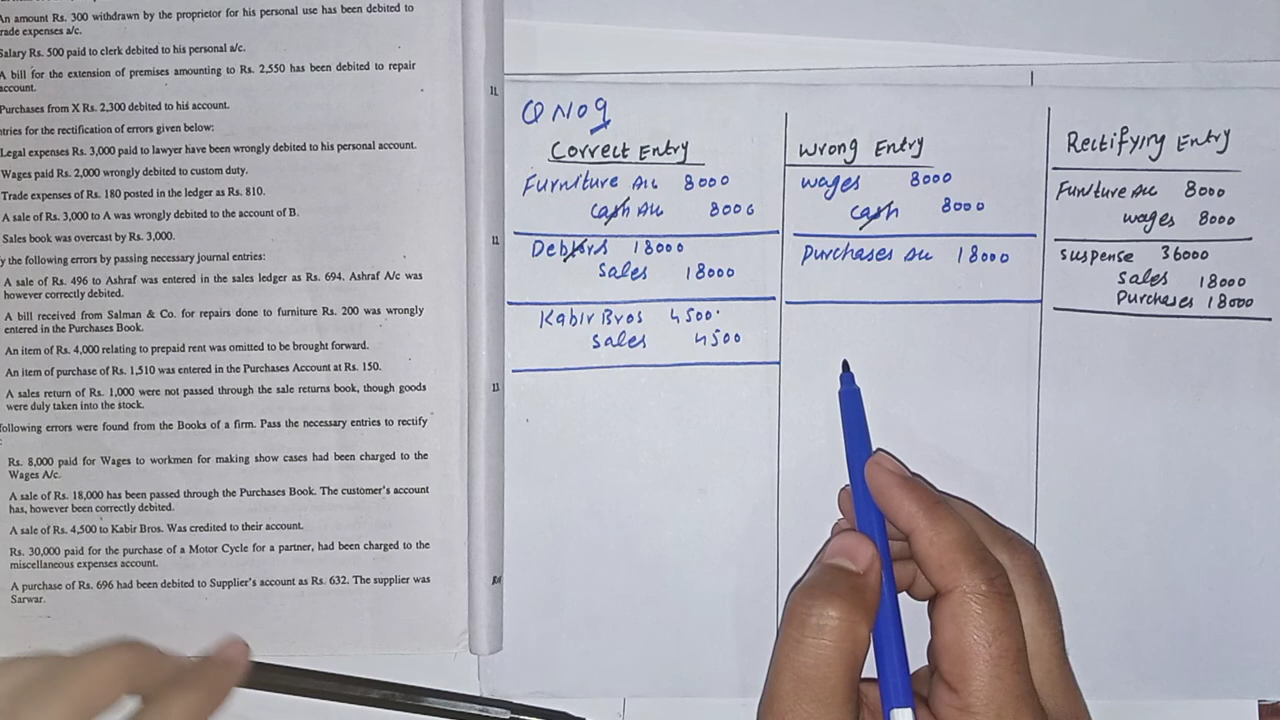 An amount Rs. 300 withdrawn by the proprietor for his personal use has been debited to
rade expenses a/c.
Salary Rs. 500 paid to clerk debited to his personal a/c.
A bill for the extension of premises amounting to Rs. 2,550 has been debited to repair
account.
Purchases from X Rs. 2,300 debited to his account.
ntries for the rectification of errors given below:
Legal expenses Rs. 3,000 paid to lawyer have been wrongly debited to his personal account.
Wages paid Rs. 2,000 wrongly debited to custom duty.
Trade expenses of Rs. 180 posted in the ledger as Rs. 810.
A sale of Rs. 3,000 to A was wrongly debited to the account of B.
Sales book was overcast by Rs. 3,000.
y the following errors by passing necessary journal entries:
A sale of Rs. 496 to Ashraf was entered in the sales ledger as Rs. 694. Ashraf A/c was
however correctly debited.
A bill received from Salman & Co. for repairs done to furniture Rs. 200 was wrongly
entered in the Purchases Book.
An item of Rs. 4,000 relating to prepaid rent was omitted to be brought forward.
An item of purchase of Rs. 1,510 was entered in the Purchases Account at Rs. 150.
A sales return of Rs. 1,000 were not passed through the sale returns book, though goods
were duly taken into the stock.
following errors were found from the Books of a firm. Pass the necessary entries to rectify
:
Rs. 8,000 paid for Wages to workmen for making show cases had been charged to the
Wages A/c.
A sale of Rs. 18,000 has been passed through the Purchases Book. The customer's account
has, however been correctly debited.
A sale of Rs. 4,500 to Kabir Bros. Was credited to their account.
Rs. 30,000 paid for the purchase of a Motor Cycle for a partner, had been charged to the
miscellaneous expenses account.
A purchase of Rs. 696 had been debited to Supplier's account as Rs. 632. The supplier was
Sarwar.
11
11
11
Q No 9
Correct Entry
Furniture Acc 8000
cash Acc 8000
Debtors 18000
sales 18000
Kabir Bros 4500
sales 4500
Wrong Entry
wages 8000
cash 8000
purchases Acc 18000
Rectifying Entry
Furniture Acc 8000
wages 8000
suspense 36000
sales 18000
Purchases 18000